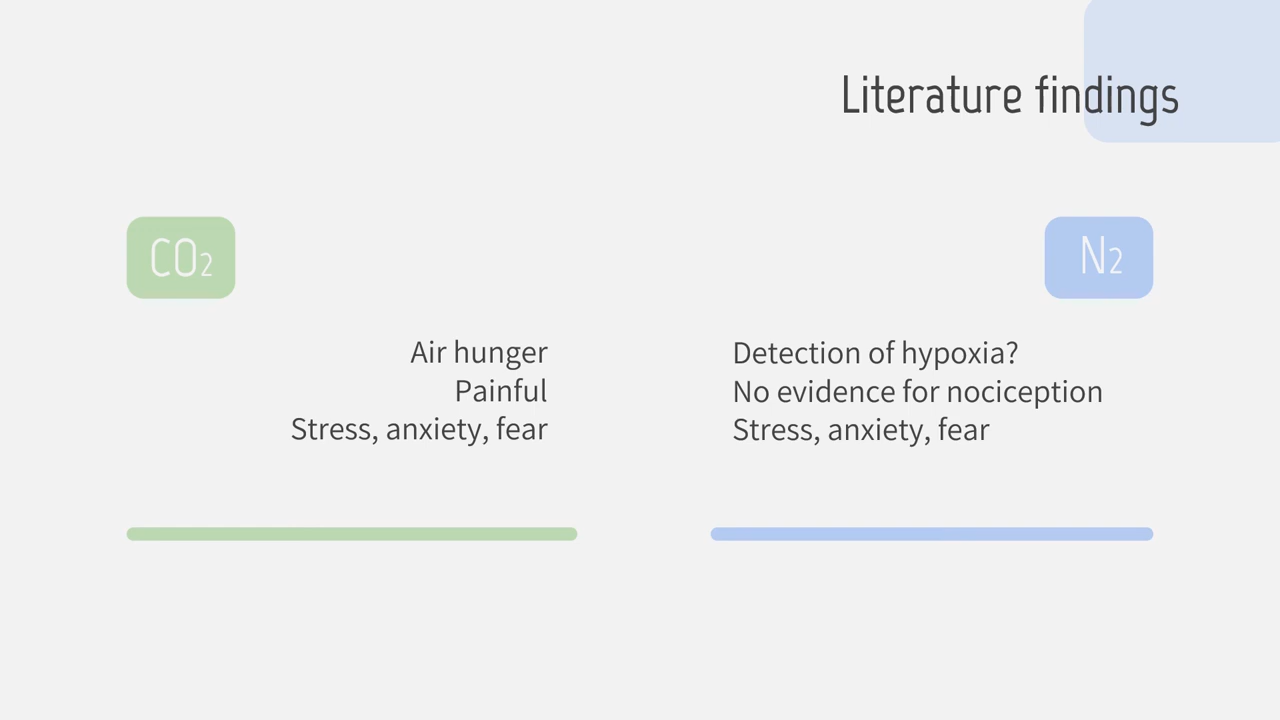 Literature findings
CO₂
Air hunger
Painful
Stress, anxiety, fear
N₂
Detection of hypoxia?
No evidence for nociception
Stress, anxiety, fear